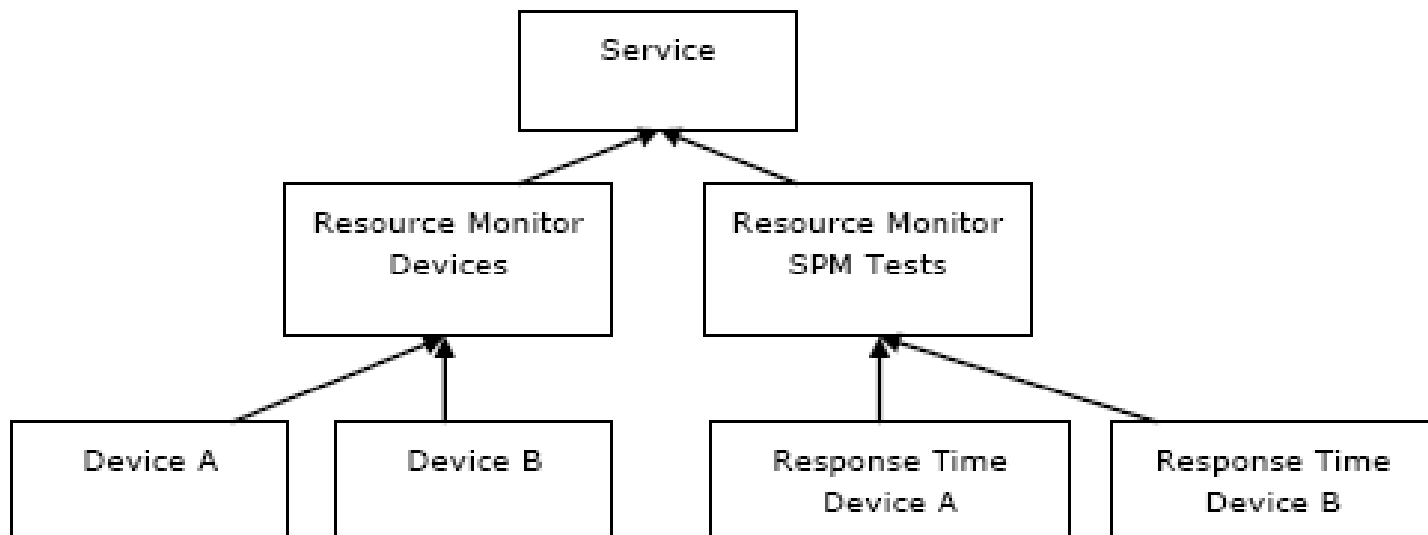 Service
Resource Monitor
Devices
Resource Monitor
SPM Tests
Device A
Device B
Response Time
Device A
Response Time
Device B